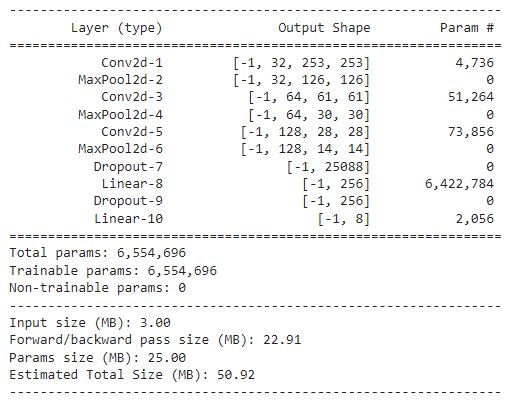 ----------------------------------------------------------------
        Layer (type)               Output Shape         Param #
================================================================
            Conv2d-1         [-1, 32, 253, 253]           4,736
         MaxPool2d-2         [-1, 32, 126, 126]               0
            Conv2d-3           [-1, 64, 61, 61]          51,264
         MaxPool2d-4           [-1, 64, 30, 30]               0
            Conv2d-5          [-1, 128, 28, 28]          73,856
         MaxPool2d-6          [-1, 128, 14, 14]               0
           Dropout-7                [-1, 25088]               0
            Linear-8                  [-1, 256]       6,422,784
           Dropout-9                  [-1, 256]               0
           Linear-10                    [-1, 8]           2,056
================================================================
Total params: 6,554,696
Trainable params: 6,554,696
Non-trainable params: 0
----------------------------------------------------------------
Input size (MB): 3.00
Forward/backward pass size (MB): 22.91
Params size (MB): 25.00
Estimated Total Size (MB): 50.92
----------------------------------------------------------------